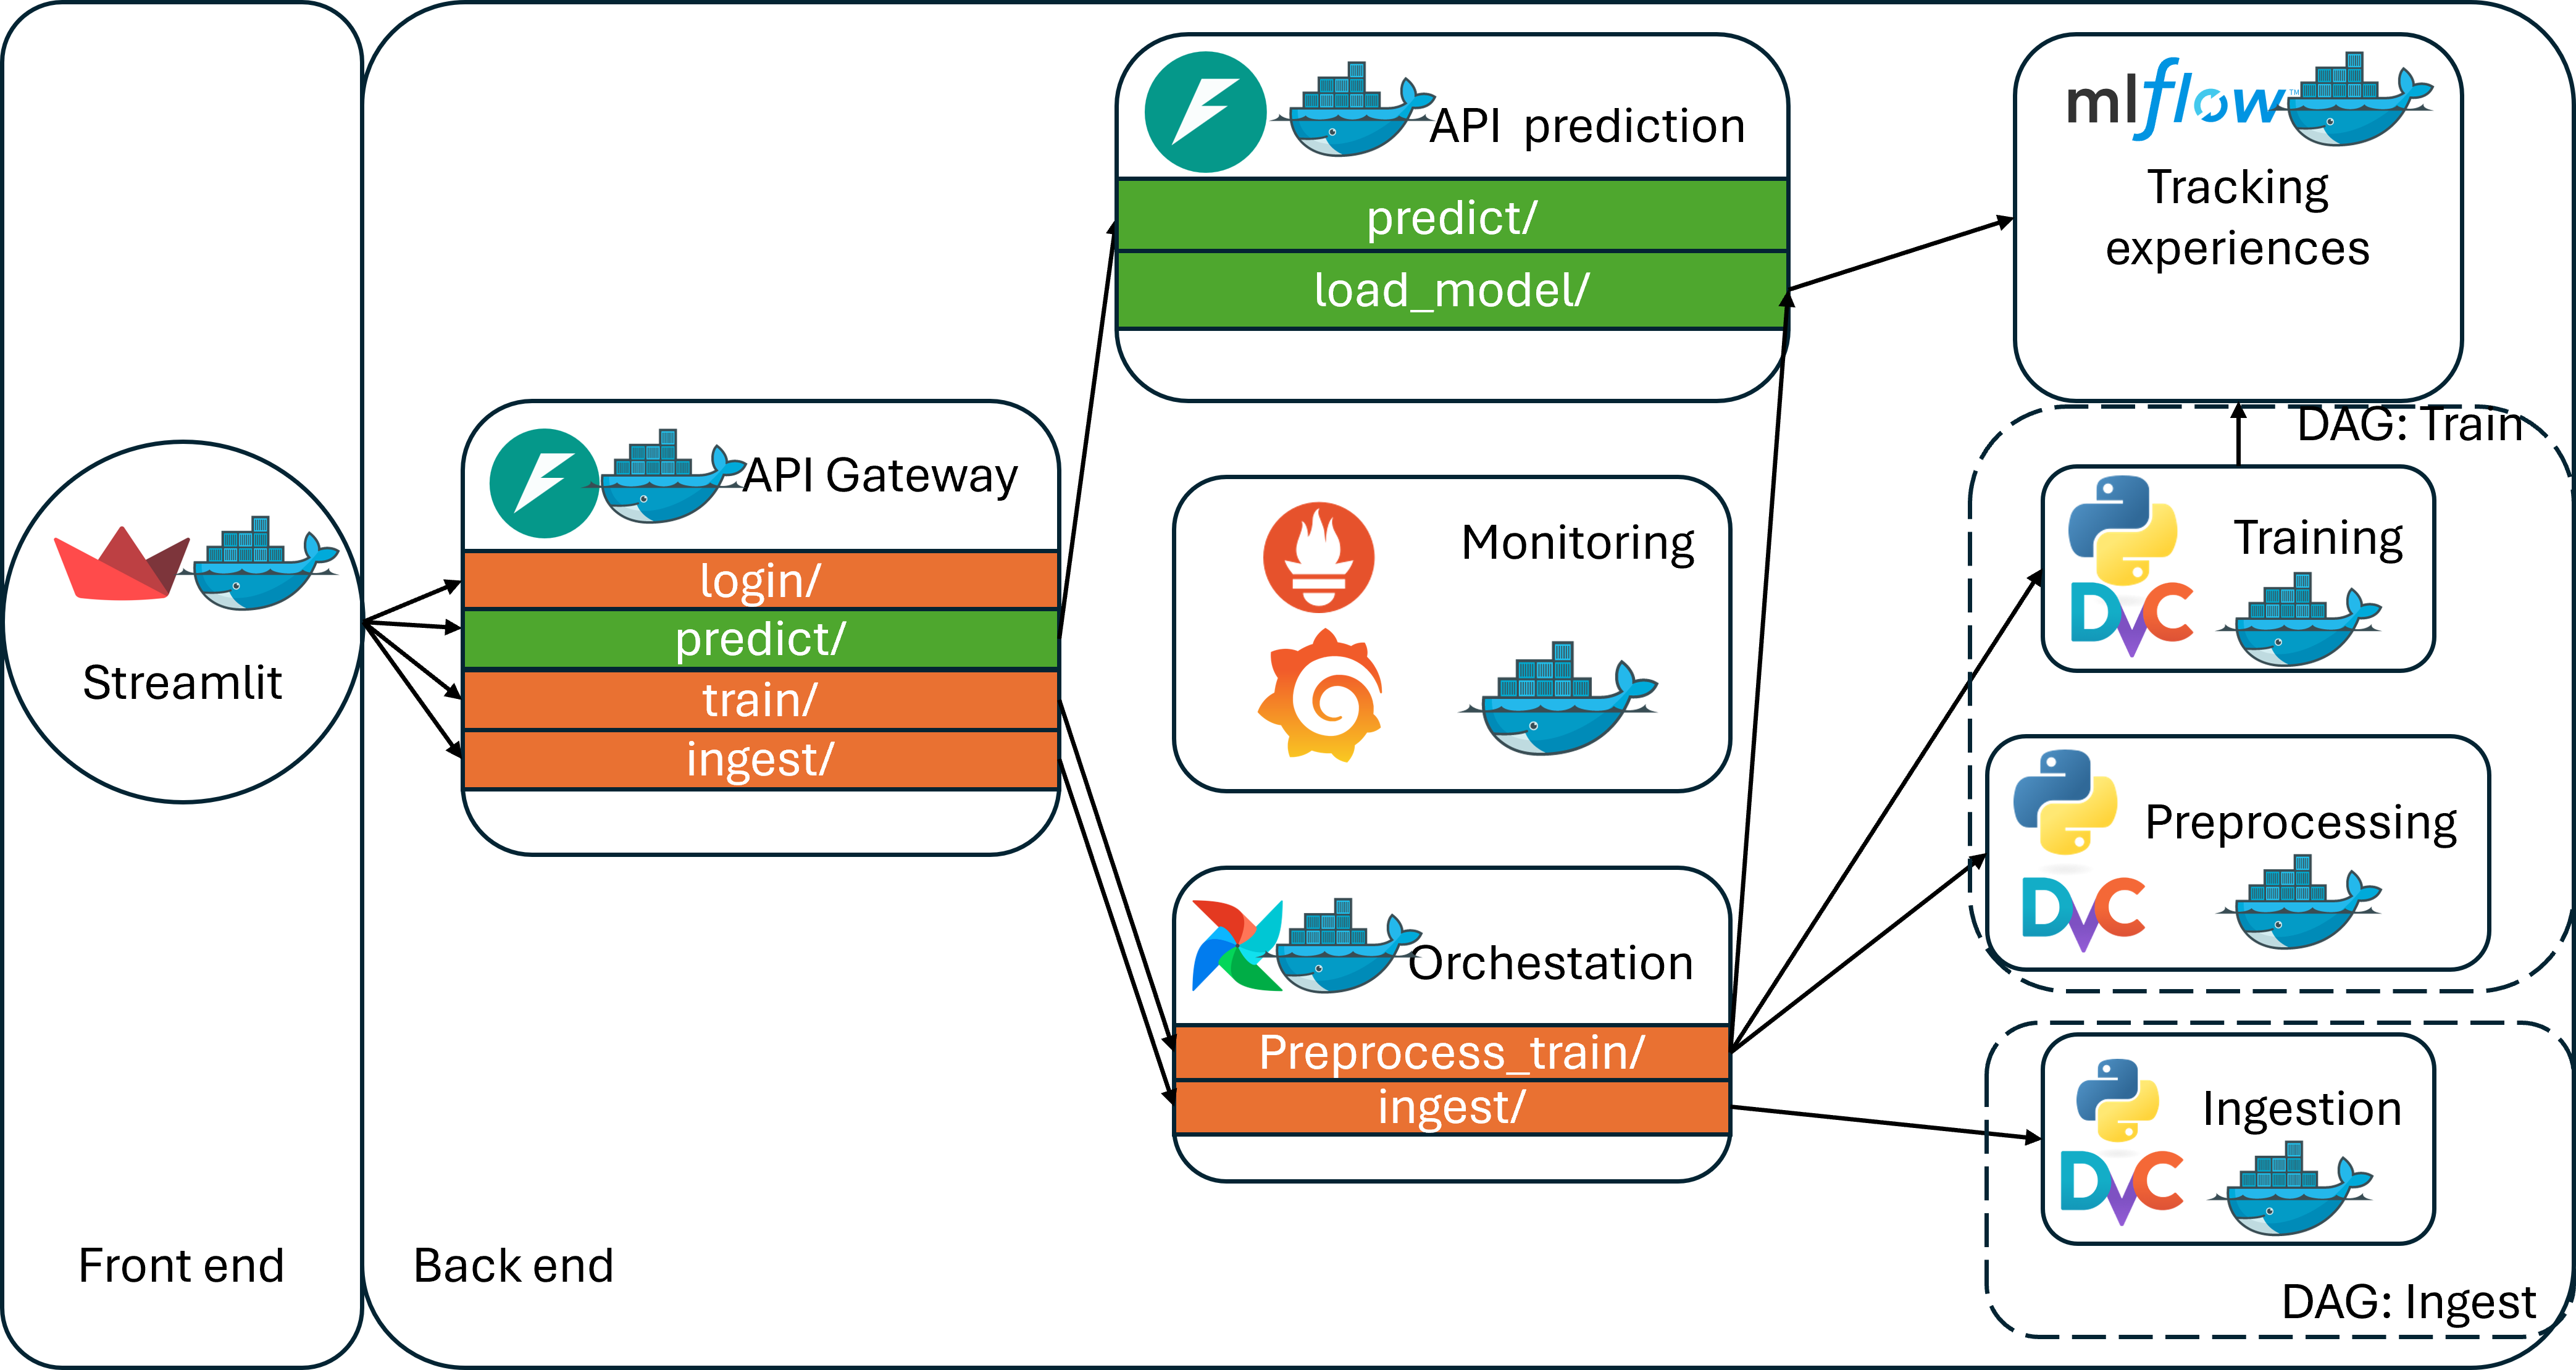 Streamlit
Front end
Back end
API Gateway
login/
predict/
train/
ingest/
API  prediction
predict/
load_model/
Monitoring
Orchestation
Preprocess_train/
ingest/
mlflow™
Tracking
experiences
DAG: Train
Training
DVC
Preprocessing
DVC
Ingestion
DVC
DAG: Ingest